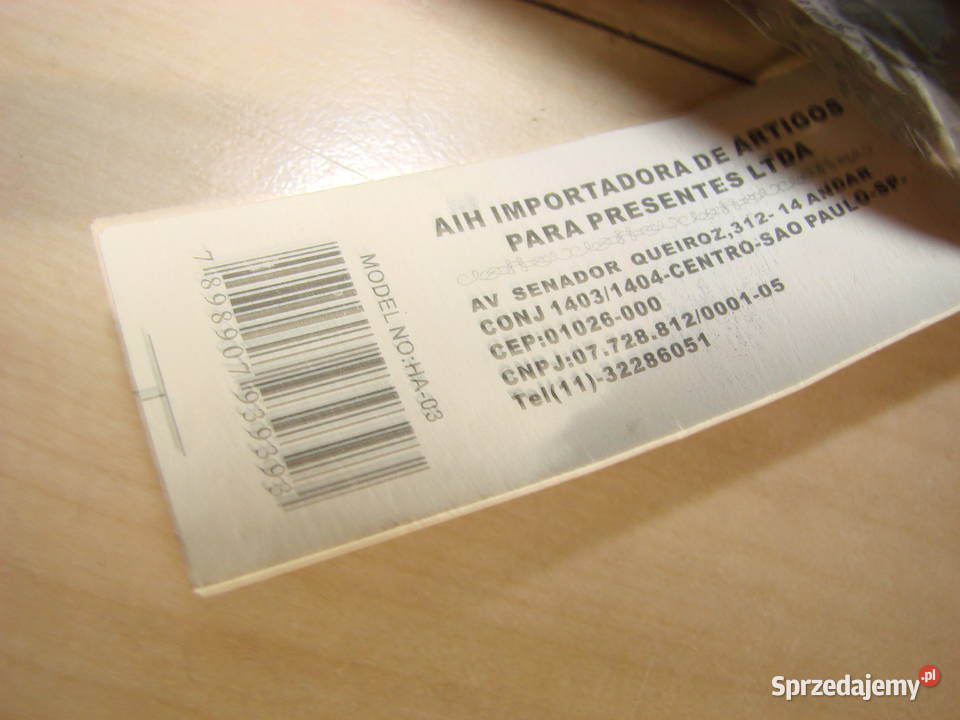 AIH IMPORTADORA DE ARTIGOS
PARA PRESENTES LTDA
AV SENADOR QUEIROZ,312- 14 ANDAR
CONJ 1403/1404-CENTRO-SAO PAULO-SP.
CEP:01026-000
CNPJ:07.728.812/0001-05
Tel(11)-32286051
MODEL NO:HA-03
7898907939393
Sprzedajemy.pl